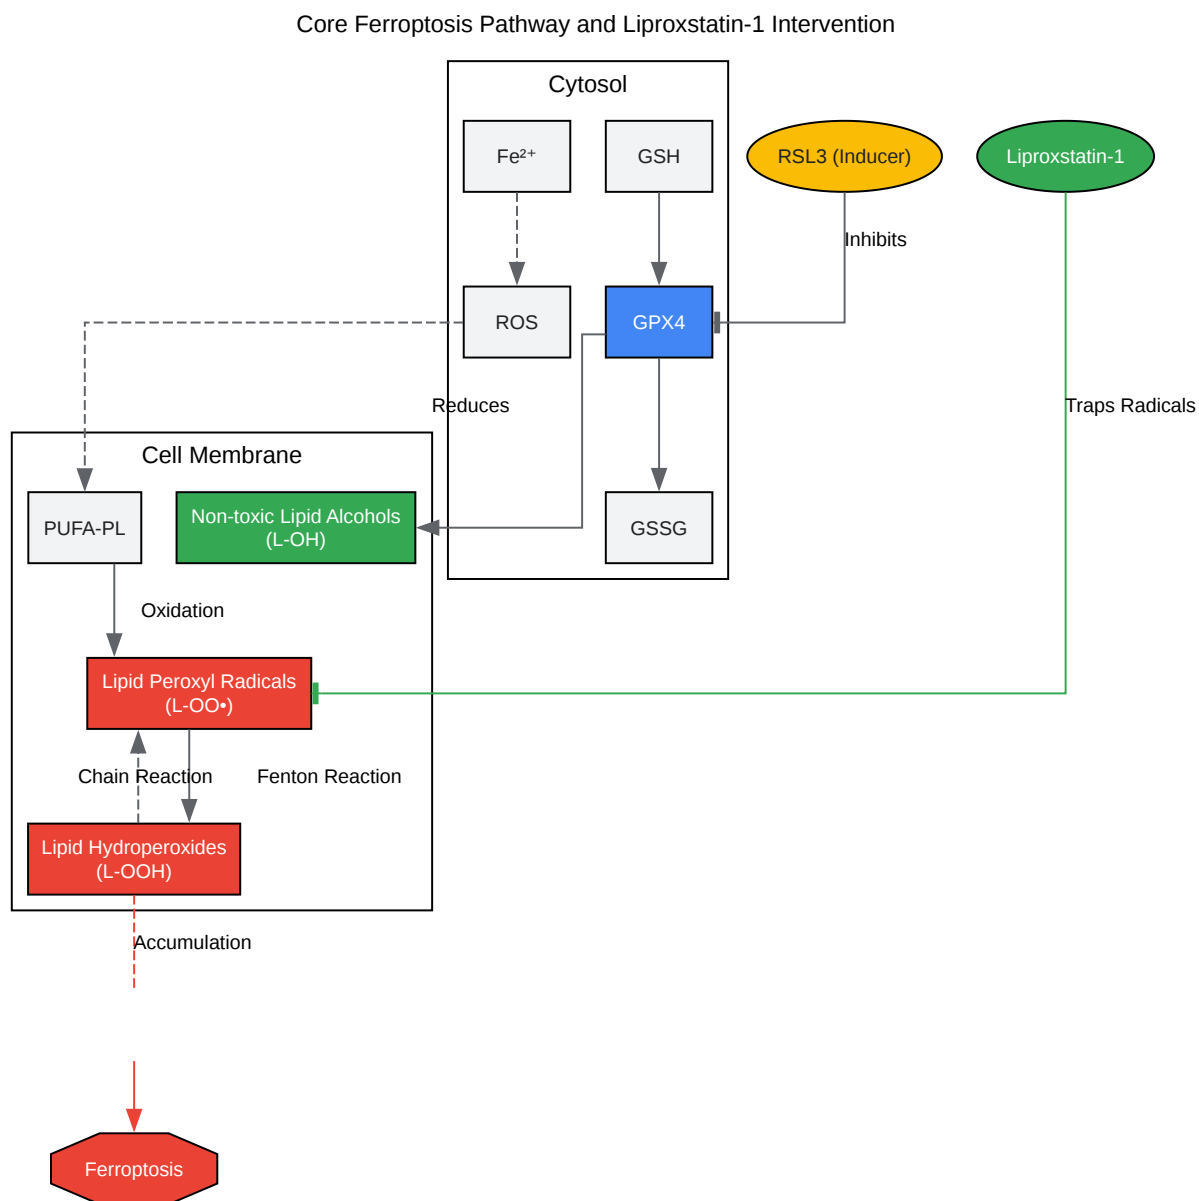 Core Ferroptosis Pathway and Liproxstatin-1 Intervention
Cytosol
Fe²⁺
GSH
RSL3 (Inducer)
Liproxstatin-1
Inhibits
ROS
GPX4
Reduces
Traps Radicals
Cell Membrane
PUFA-PL
Non-toxic Lipid Alcohols
(L-OH)
GSSG
Oxidation
Lipid Peroxyl Radicals
(L-OO•)
Chain Reaction
Fenton Reaction
Lipid Hydroperoxides
(L-OOH)
Accumulation
Ferroptosis